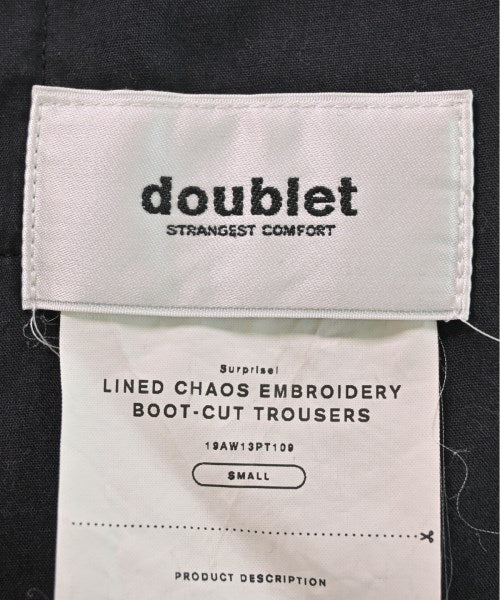 doublet
STRANGEST COMFORT
Surprise!
LINED CHAOS EMBROIDERY
BOOT-CUT TROUSERS
19AW13PT109
SMALL
PRODUCT DESCRIPTION